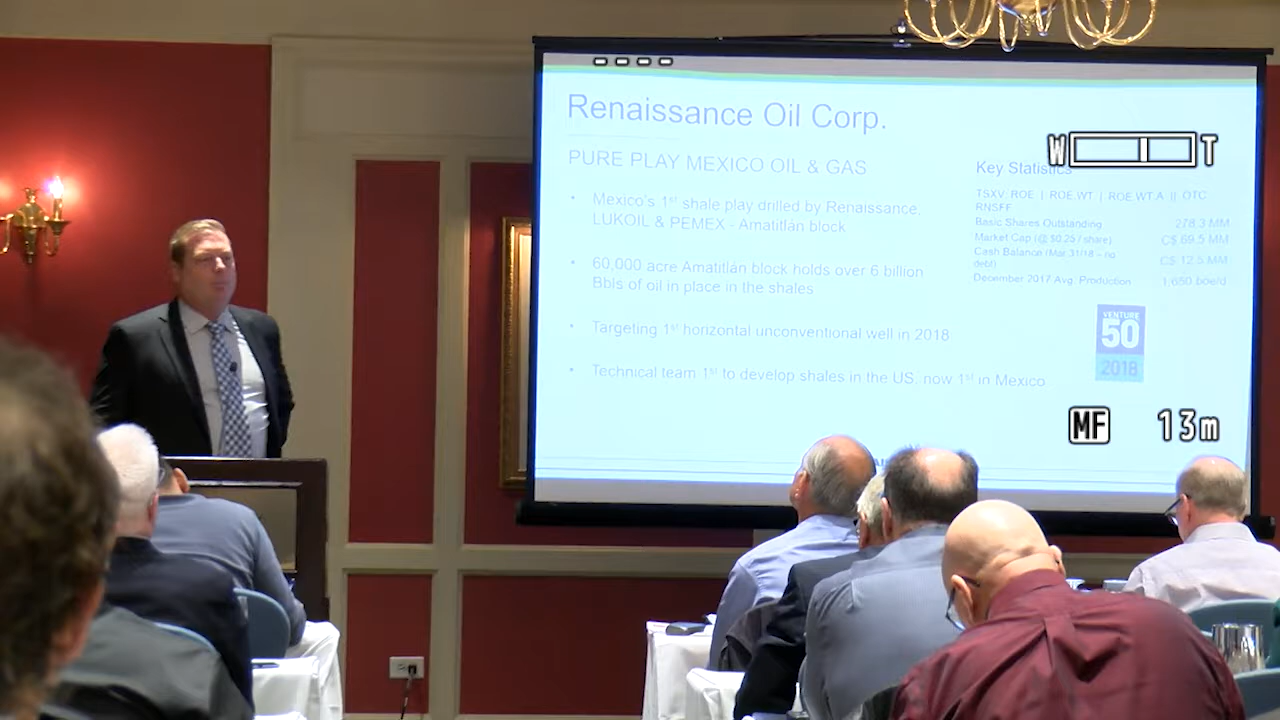 Renaissance Oil Corp.
PURE PLAY MEXICO OIL & GAS
• Mexico's 1st shale play drilled by Renaissance,
LUKOIL & PEMEX - Amatitlán block
• 60,000 acre Amatitlán block holds over 6 billion
Bbls of oil in place in the shales
• Targeting 1st horizontal unconventional well in 2018
• Technical team 1st to develop shales in the US, now 1st in Mexico
W T
Key Statistics
TSXV: ROE | ROE.WT | ROE.WT.A || OTC
RNSFF
Basic Shares Outstanding 278.3 MM
Market Cap (@ $0.25 / share) C$ 69.5 MM
Cash Balance (Mar 31/18 – no
debt) C$ 12.5 MM
December 2017 Avg. Production 1,650 boe/d
VENTURE
50
2018
MF 13m